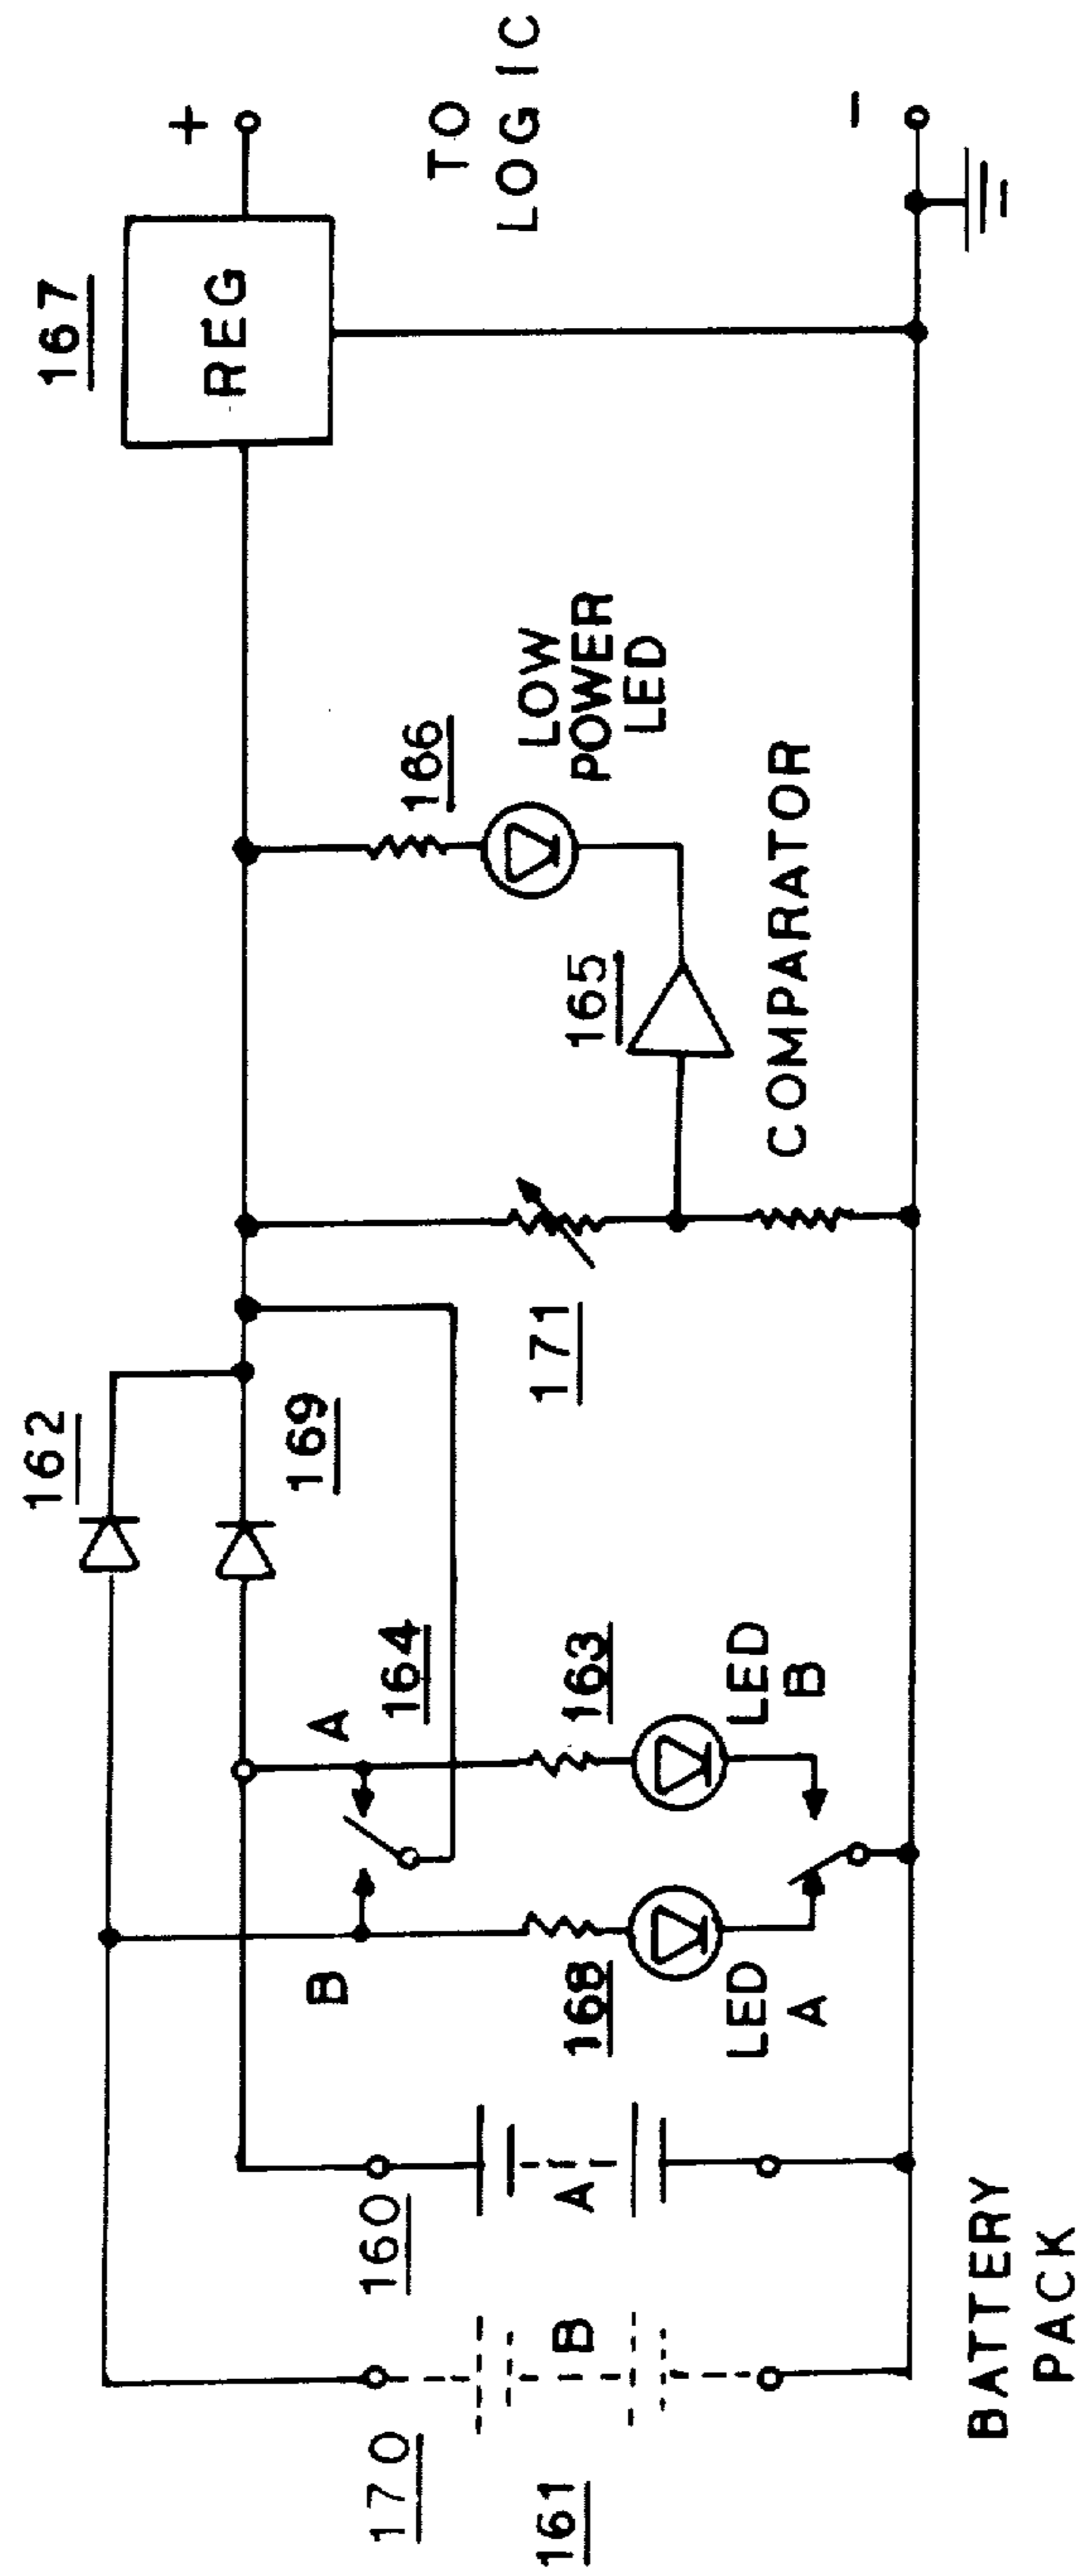 162
167
169
+
REG
TO
LOGIC
A
164
166
B
LOW
POWER
LED
160
170
171
163
165
168
161
A
B
LED
B
LED
A
COMPARATOR
−
BATTERY
PACK